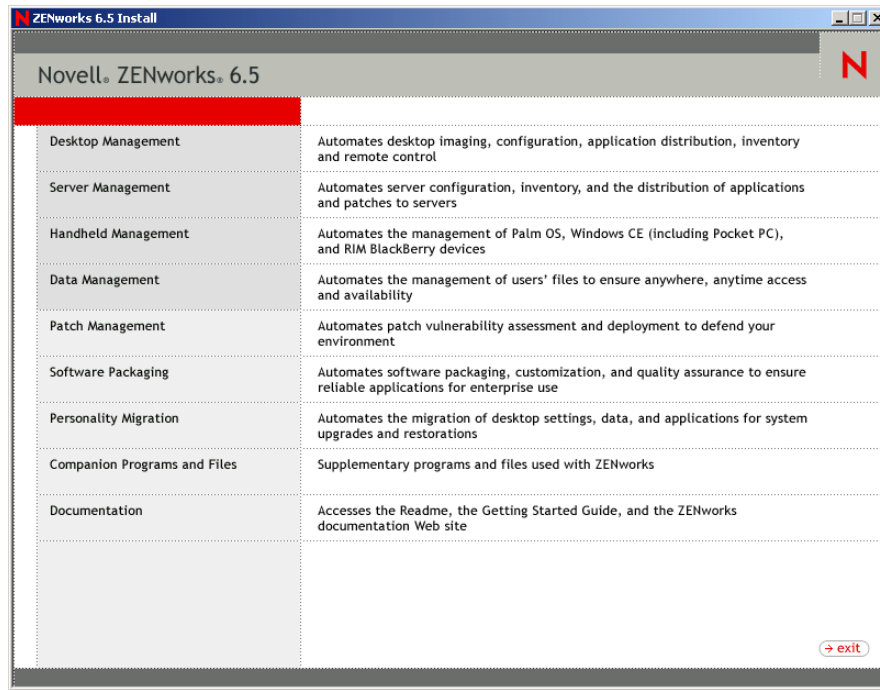 ZENworks 6.5 Install
Novell® ZENworks® 6.5
N
Desktop Management
Automates desktop imaging, configuration, application distribution, inventory
and remote control
Server Management
Automates server configuration, inventory, and the distribution of applications
and patches to servers
Handheld Management
Automates the management of Palm OS, Windows CE (including Pocket PC),
and RIM BlackBerry devices
Data Management
Automates the management of users' files to ensure anywhere, anytime access
and availability
Patch Management
Automates patch vulnerability assessment and deployment to defend your
environment
Software Packaging
Automates software packaging, customization, and quality assurance to ensure
reliable applications for enterprise use
Personality Migration
Automates the migration of desktop settings, data, and applications for system
upgrades and restorations
Companion Programs and Files
Supplementary programs and files used with ZENworks
Documentation
Accesses the Readme, the Getting Started Guide, and the ZENworks
documentation Web site
→ exit